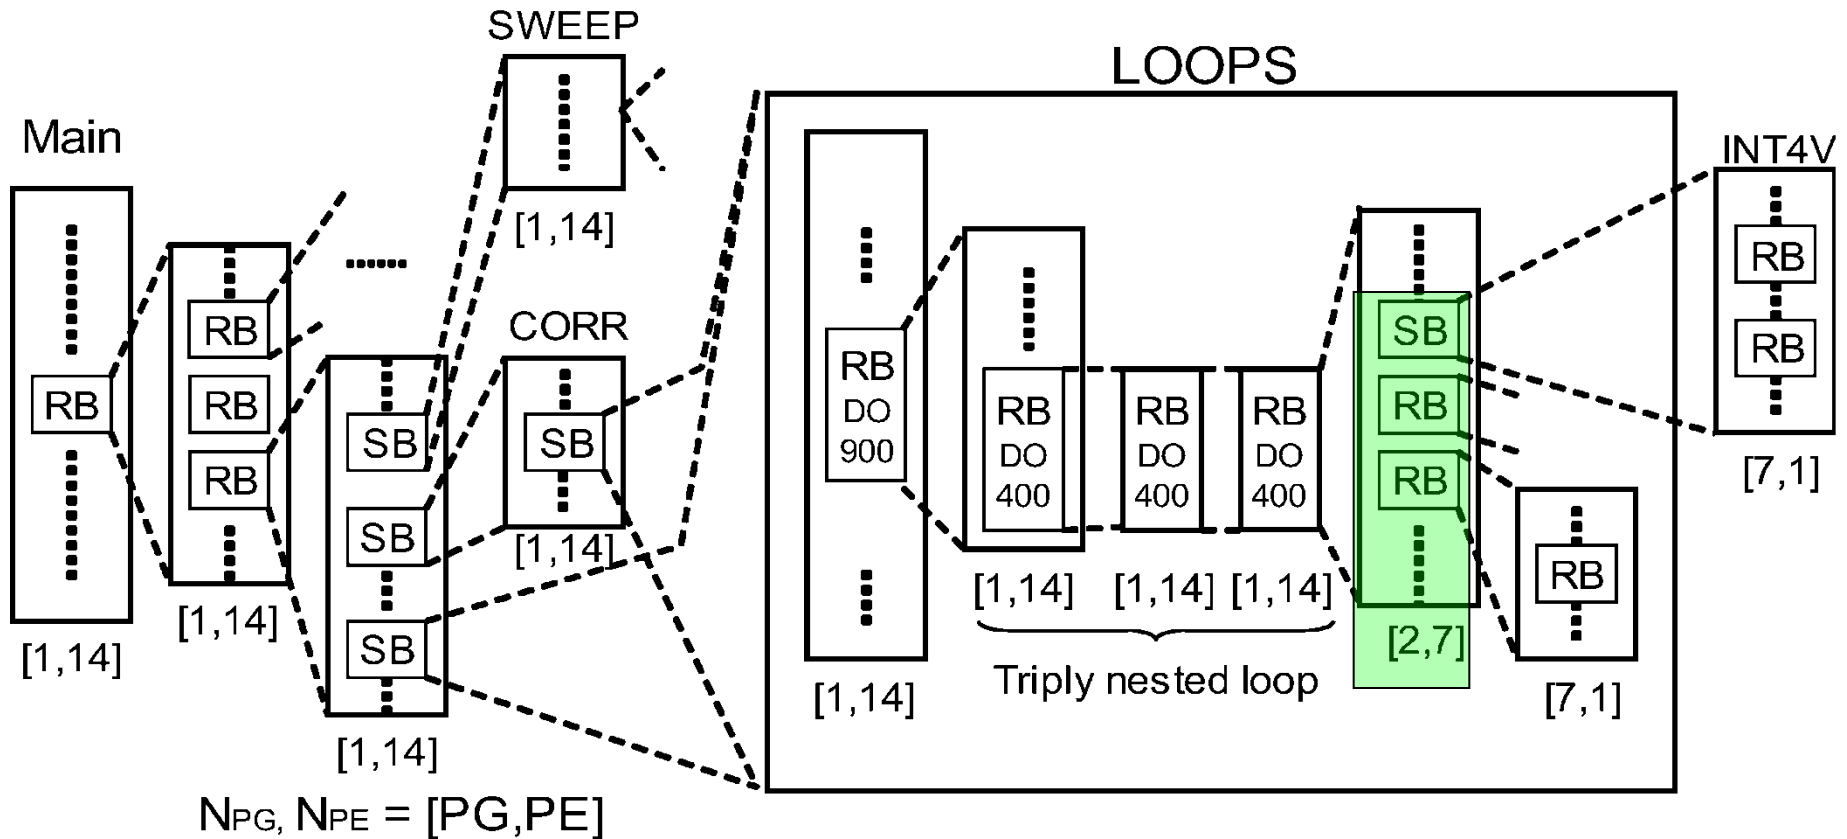 SWEEP
LOOPS
Main
INT4V
[1,14]
RB
RB
SB
RB
CORR
RB
RB
RB
RB
SB
SB
RB
DO
900
RB
DO
400
RB
DO
400
RB
DO
400
RB
RB
[7,1]
SB
[1,14]
RB
[1,14]
[1,14]
[1,14]
[1,14]
[1,14]
SB
[2,7]
[1,14]
Triply nested loop
[1,14]
[7,1]
[1,14]
NPG, NPE = [PG,PE]